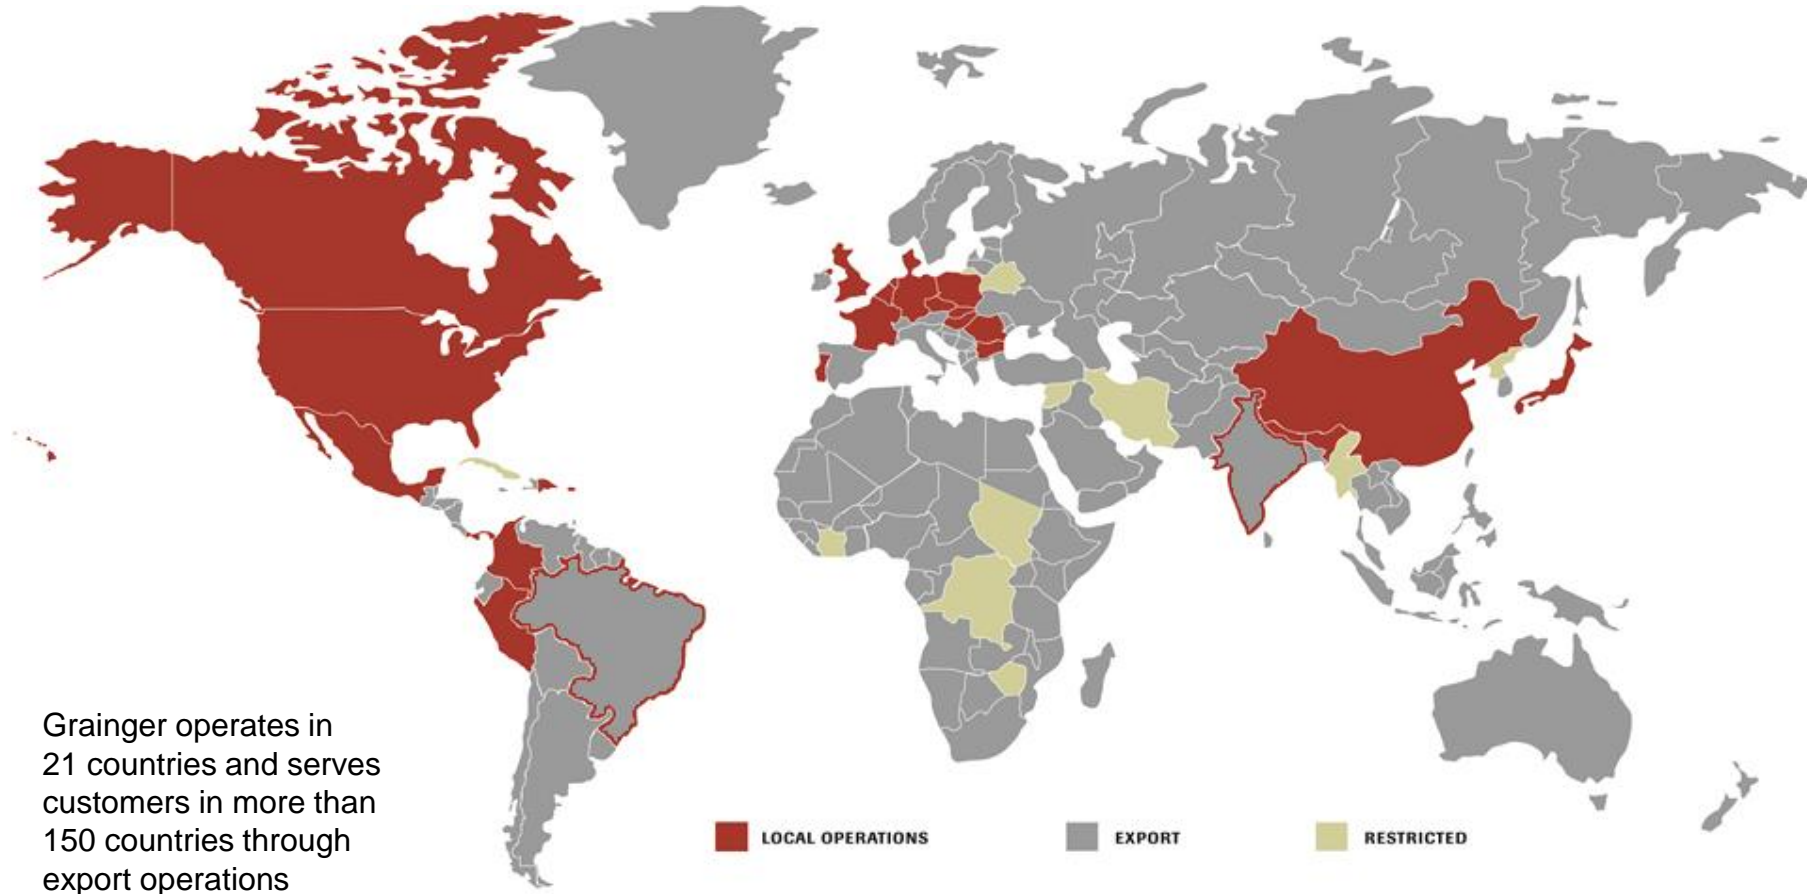 Grainger operates in
21 countries and serves
customers in more than
150 countries through
export operations
LOCAL OPERATIONS
EXPORT
RESTRICTED